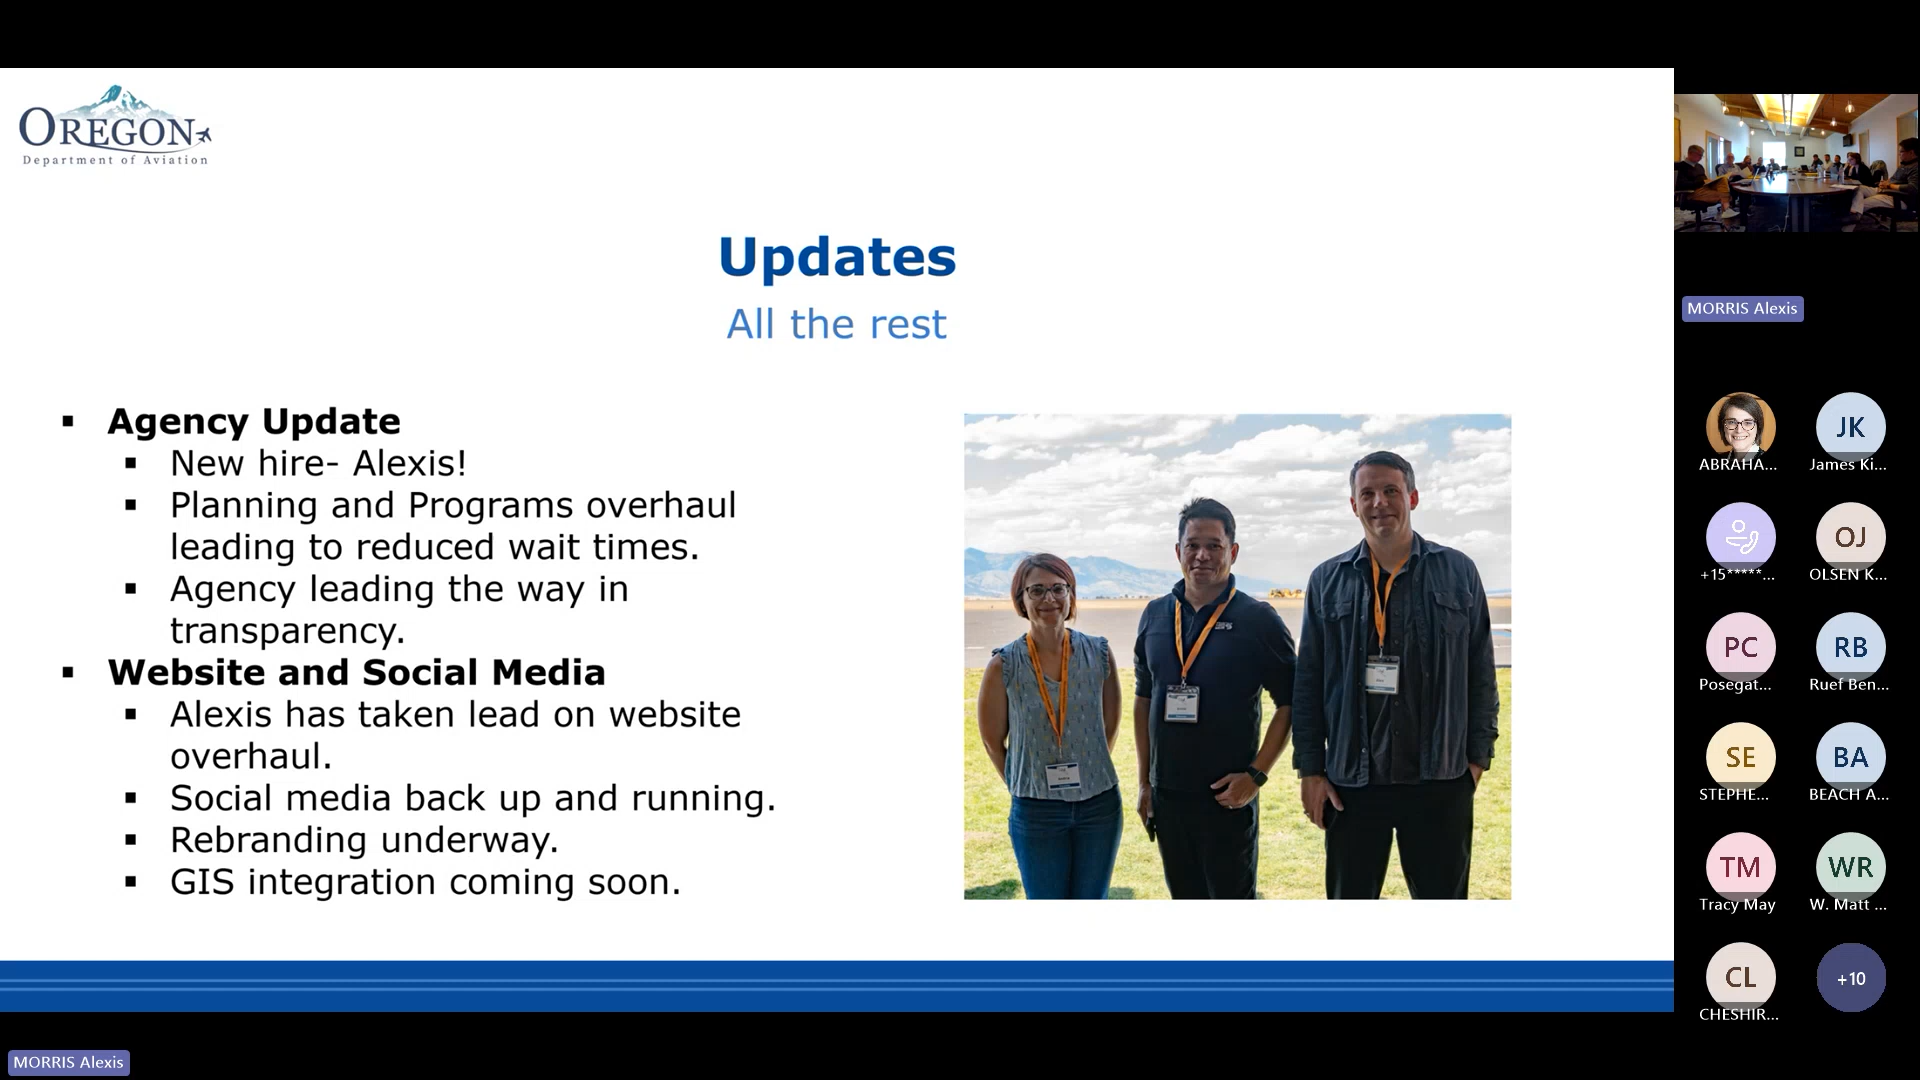 OREGON
Department of Aviation
Updates
All the rest
▪ Agency Update
▪ New hire- Alexis!
▪ Planning and Programs overhaul
leading to reduced wait times.
▪ Agency leading the way in
transparency.
▪ Website and Social Media
▪ Alexis has taken lead on website
overhaul.
▪ Social media back up and running.
▪ Rebranding underway.
▪ GIS integration coming soon.
MORRIS Alexis
ABRAHA...
JK
James Ki...
+15*****...
OJ
OLSEN K...
PC
Posegat...
RB
Ruef Ben...
SE
STEPHE...
BA
BEACH A...
TM
Tracy May
WR
W. Matt ...
CL
CHESHIR...
+10
MORRIS Alexis